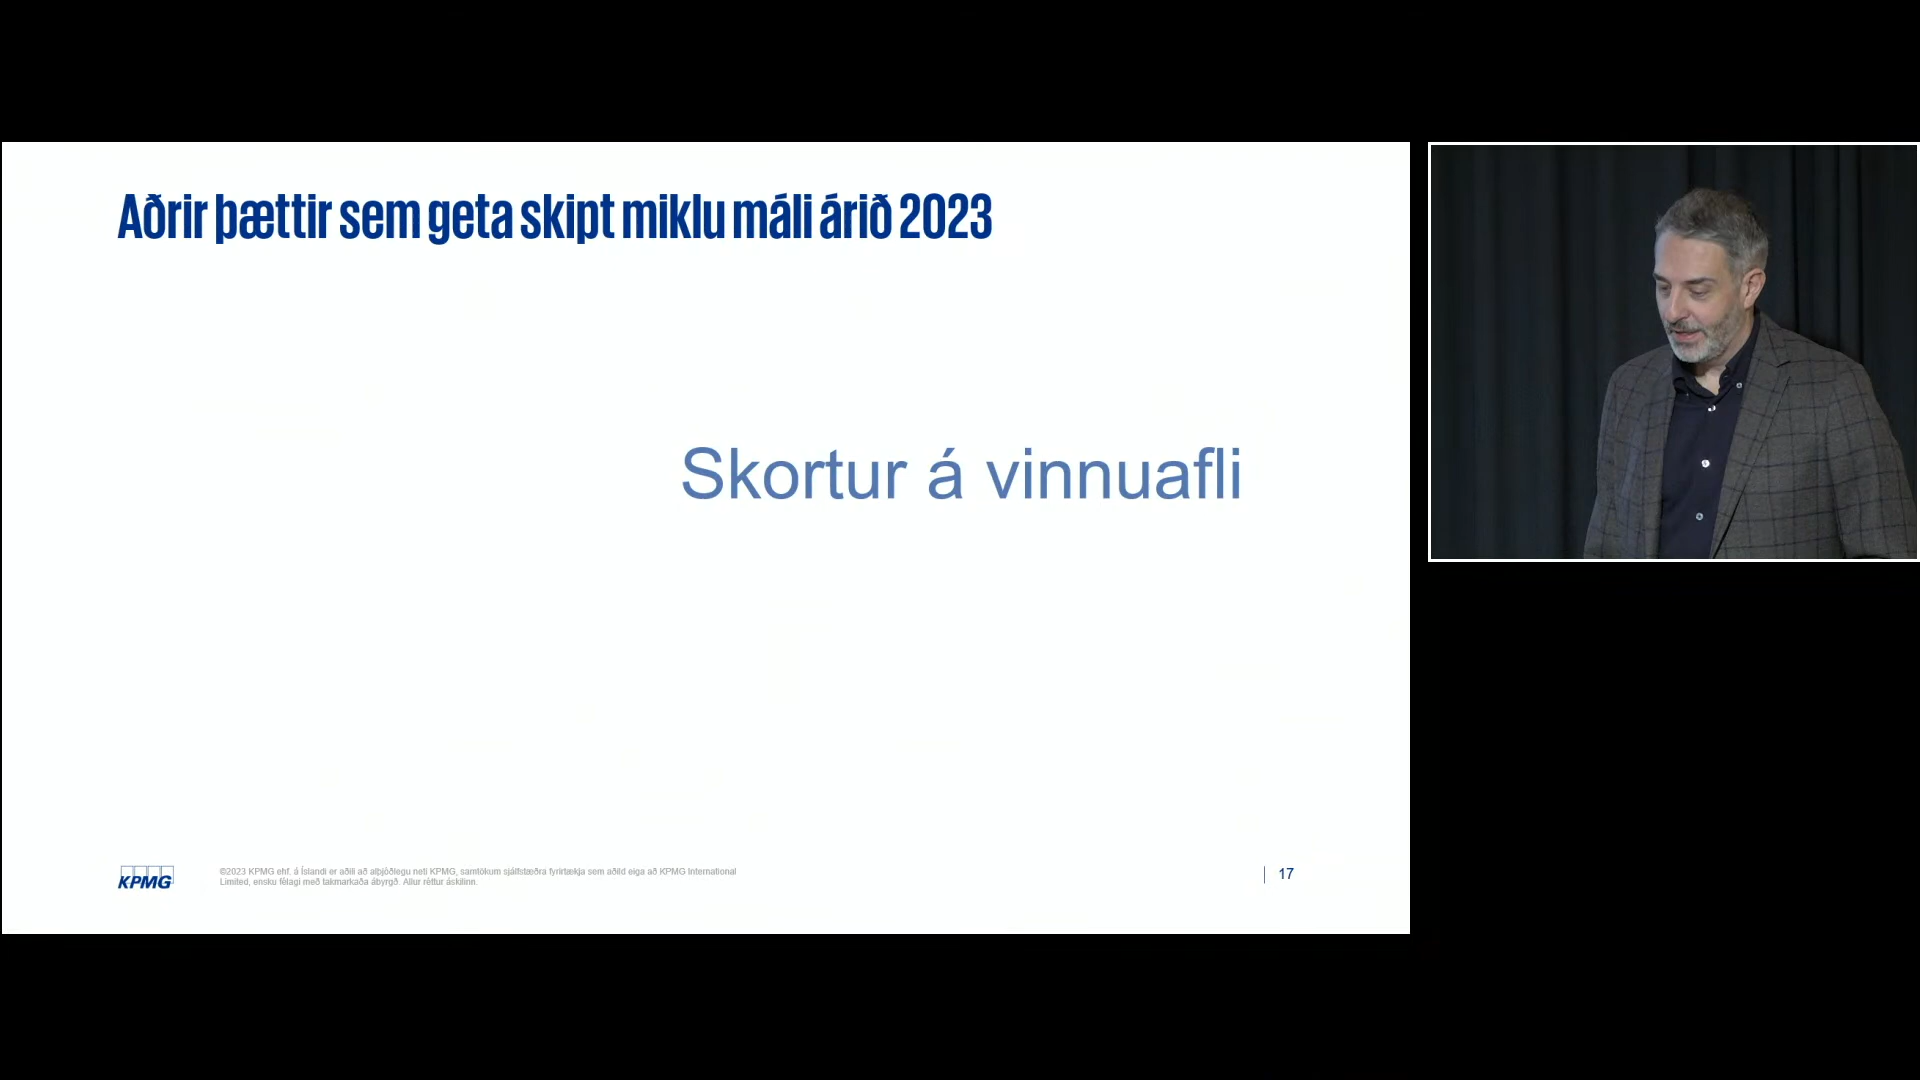 Aðrir þættir sem geta skipt miklu máli árið 2023
Skortur á vinnuafli
KPMG
©2023 KPMG ehf. á Íslandi er aðili að alþjóðlegu neti KPMG, samtökum sjálfstæðra fyrirtækja sem aðild eiga að KPMG International
Limited, ensku félagi með takmarkaða ábyrgð. Allur réttur áskilinn.
17